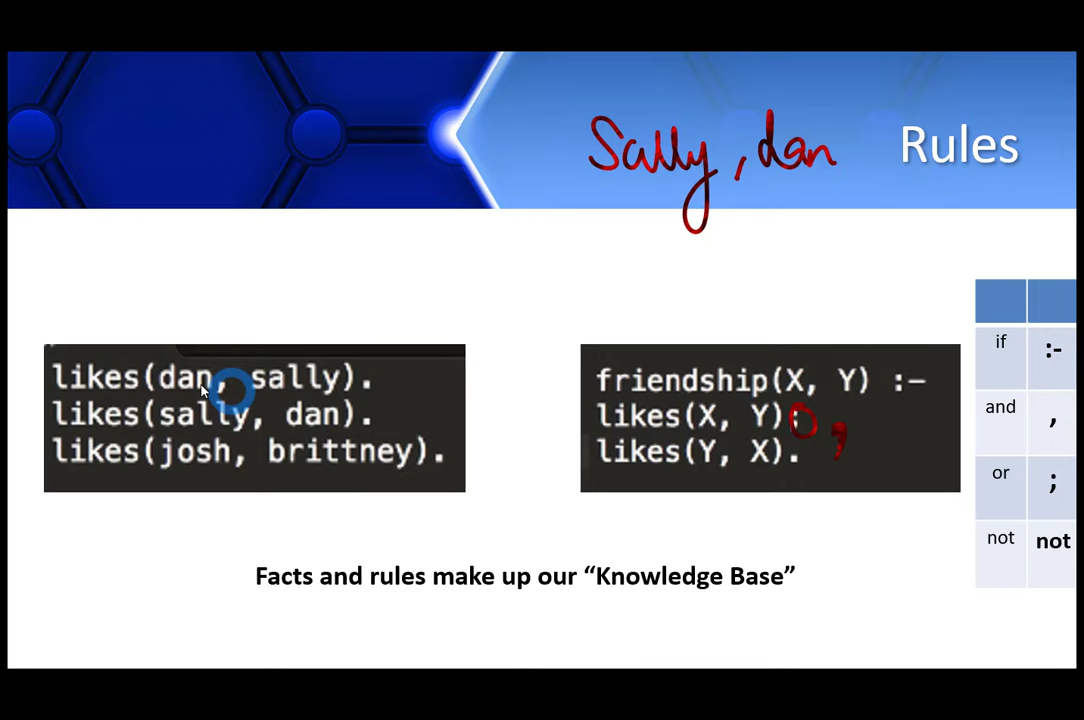 Sally, dan Rules
likes(dan, sally).
likes(sally, dan).
likes(josh, brittney).
friendship(X, Y) :-
likes(X, Y);
likes(Y, X). ,
if :-
and ,
or ;
not not
Facts and rules make up our “Knowledge Base”